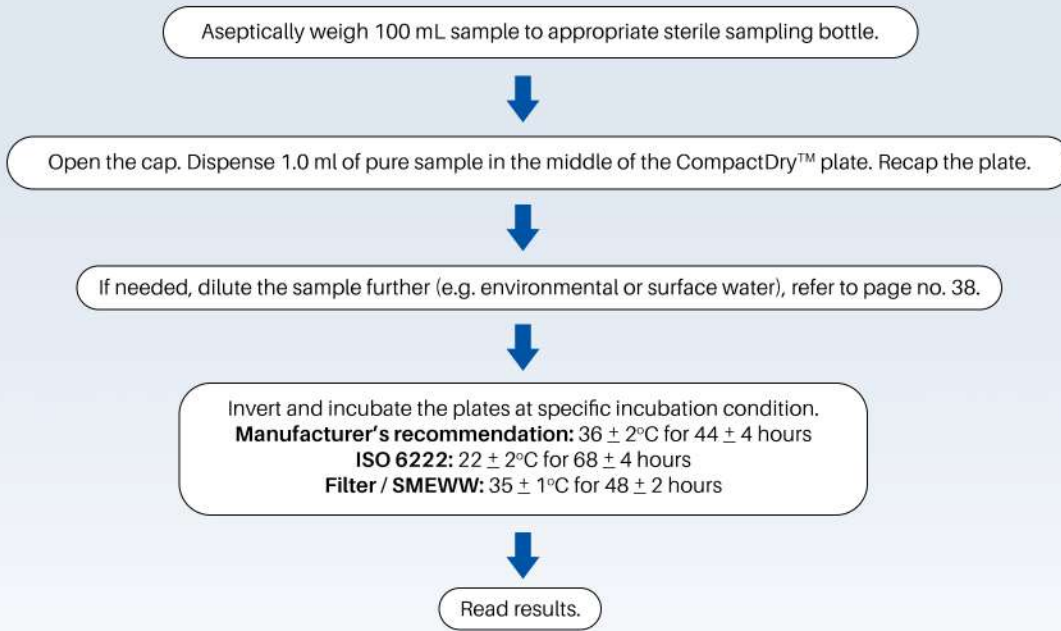 Aseptically weigh 100 mL sample to appropriate sterile sampling bottle.
Open the cap. Dispense 1.0 ml of pure sample in the middle of the CompactDry™ plate. Recap the plate.
If needed, dilute the sample further (e.g. environmental or surface water), refer to page no. 38.
Invert and incubate the plates at specific incubation condition.
Manufacturer's recommendation: 36 ± 2°C for 44 ± 4 hours
ISO 6222: 22 ± 2°C for 68 ± 4 hours
Filter / SMEWW: 35 ± 1°C for 48 ± 2 hours
Read results.